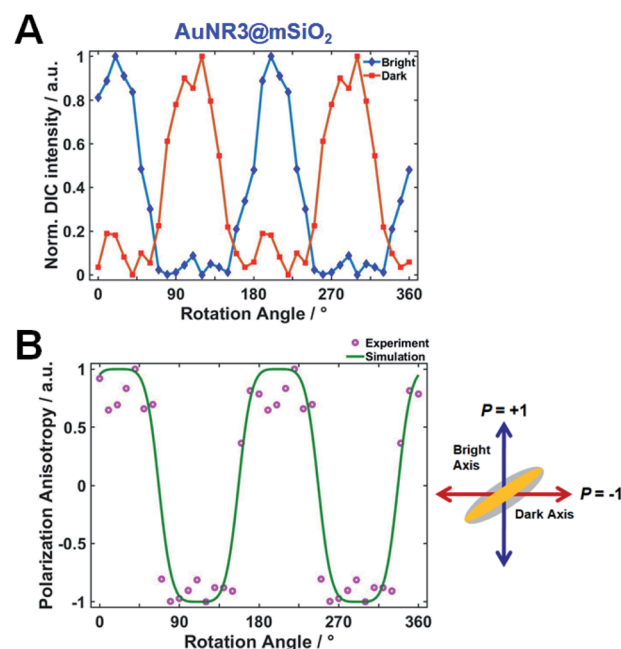 A
AuNR3@mSiO₂
Norm. DIC intensity / a.u.
1
0.8
0.6
0.4
0.2
0
Bright
Dark
0 90 180 270 360
Rotation Angle / °
B
Experiment
Simulation
Polarization Anisotropy / a.u.
1
0.5
0
-0.5
-1
0 90 180 270 360
Rotation Angle / °
P = +1
Bright
Axis
P = -1
Dark Axis